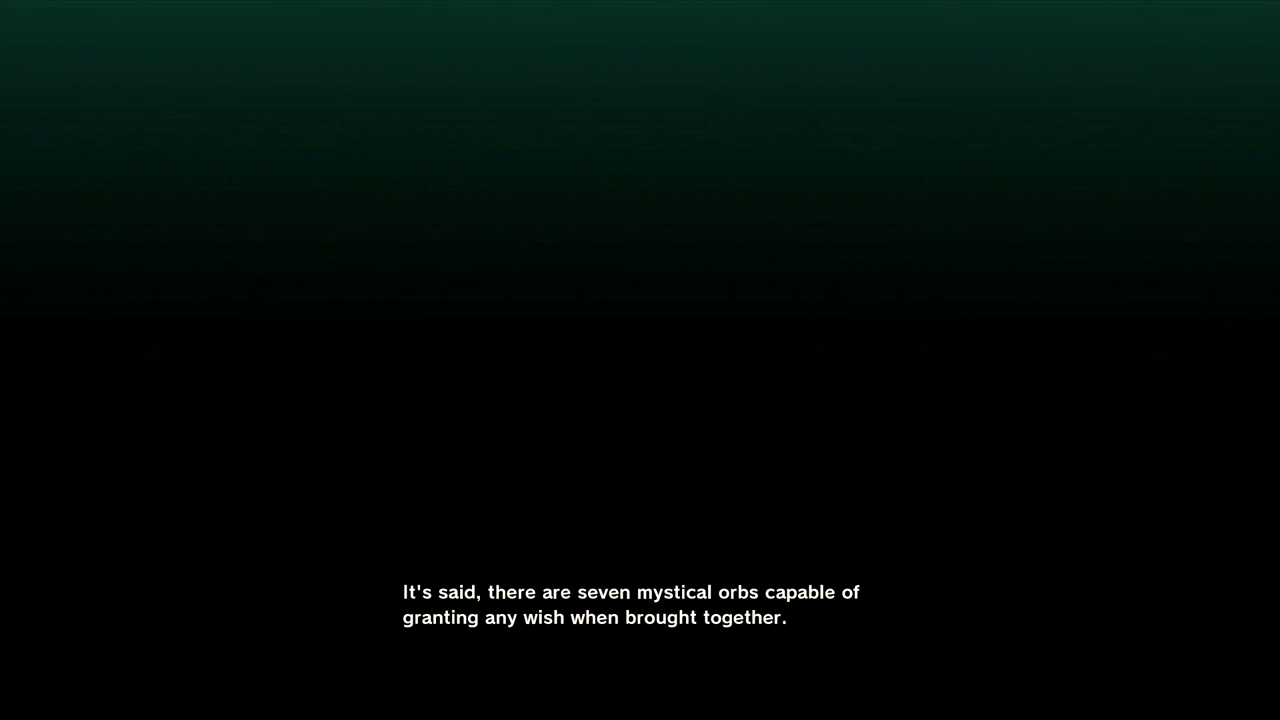 It's said, there are seven mystical orbs capable of
granting any wish when brought together.